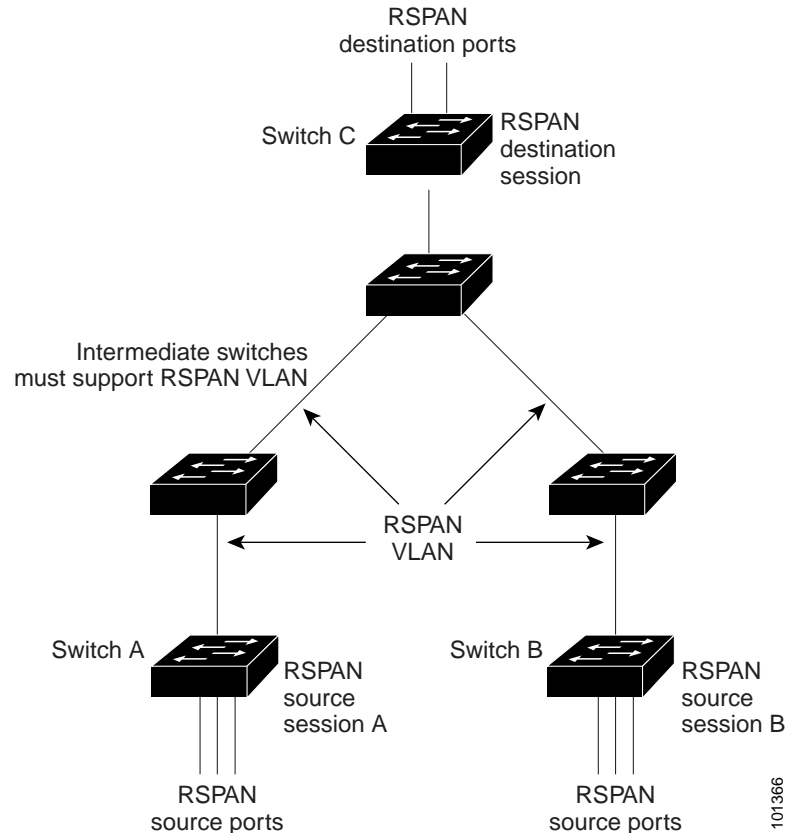 RSPAN
destination ports
Switch C
RSPAN
destination
session
Intermediate switches
must support RSPAN VLAN
RSPAN
VLAN
Switch A
RSPAN
source
session A
Switch B
RSPAN
source
session B
RSPAN
source ports
RSPAN
source ports
101366